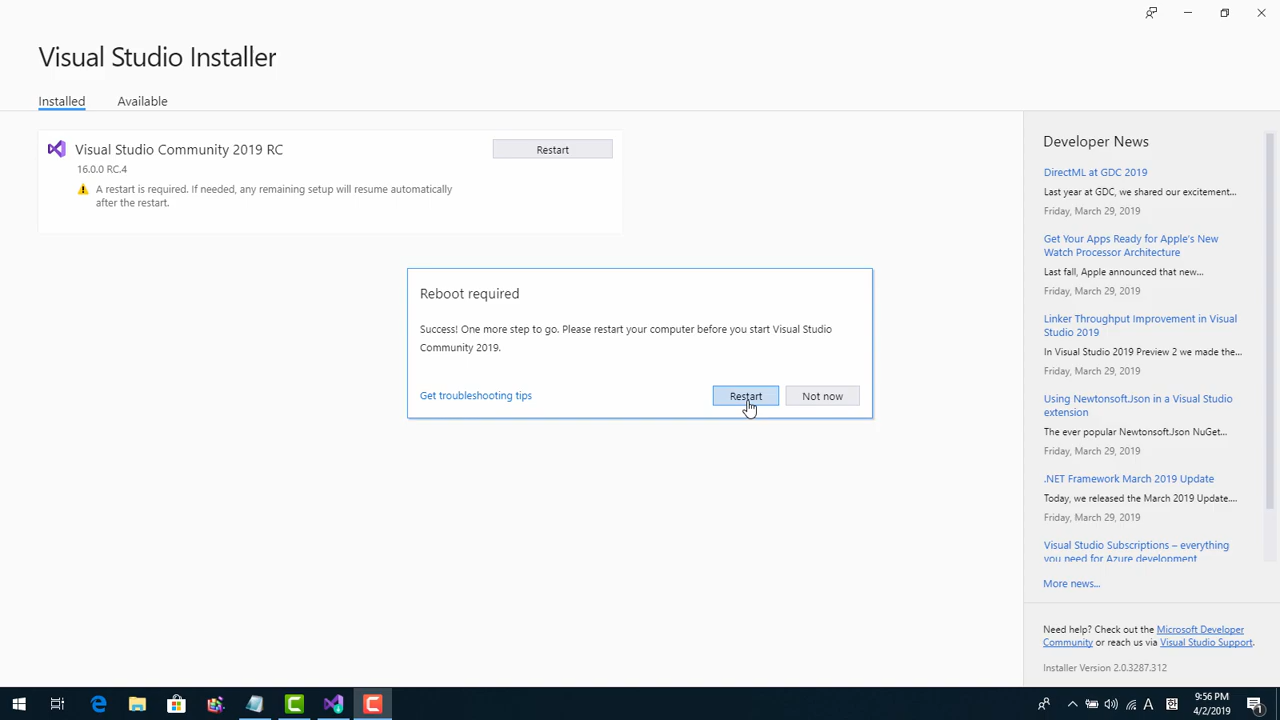 Visual Studio Installer
Installed
Available
Visual Studio Community 2019 RC
Restart
16.0.0 RC.4
A restart is required. If needed, any remaining setup will resume automatically
after the restart.
Reboot required
Success! One more step to go. Please restart your computer before you start Visual Studio
Community 2019.
Get troubleshooting tips
Restart
Not now
Developer News
DirectML at GDC 2019
Last year at GDC, we shared our excitement...
Friday, March 29, 2019
Get Your Apps Ready for Apple's New
Watch Processor Architecture
Last fall, Apple announced that new...
Friday, March 29, 2019
Linker Throughput Improvement in Visual
Studio 2019
In Visual Studio 2019 Preview 2 we made the...
Friday, March 29, 2019
Using Newtonsoft.Json in a Visual Studio
extension
The ever popular Newtonsoft.Json NuGet...
Friday, March 29, 2019
.NET Framework March 2019 Update
Today, we released the March 2019 Update....
Friday, March 29, 2019
Visual Studio Subscriptions – everything
you need for Azure development
More news...
Need help? Check out the Microsoft Developer
Community or reach us via Visual Studio Support.
Installer Version 2.0.3287.312
A
9:56 PM
4/2/2019
1